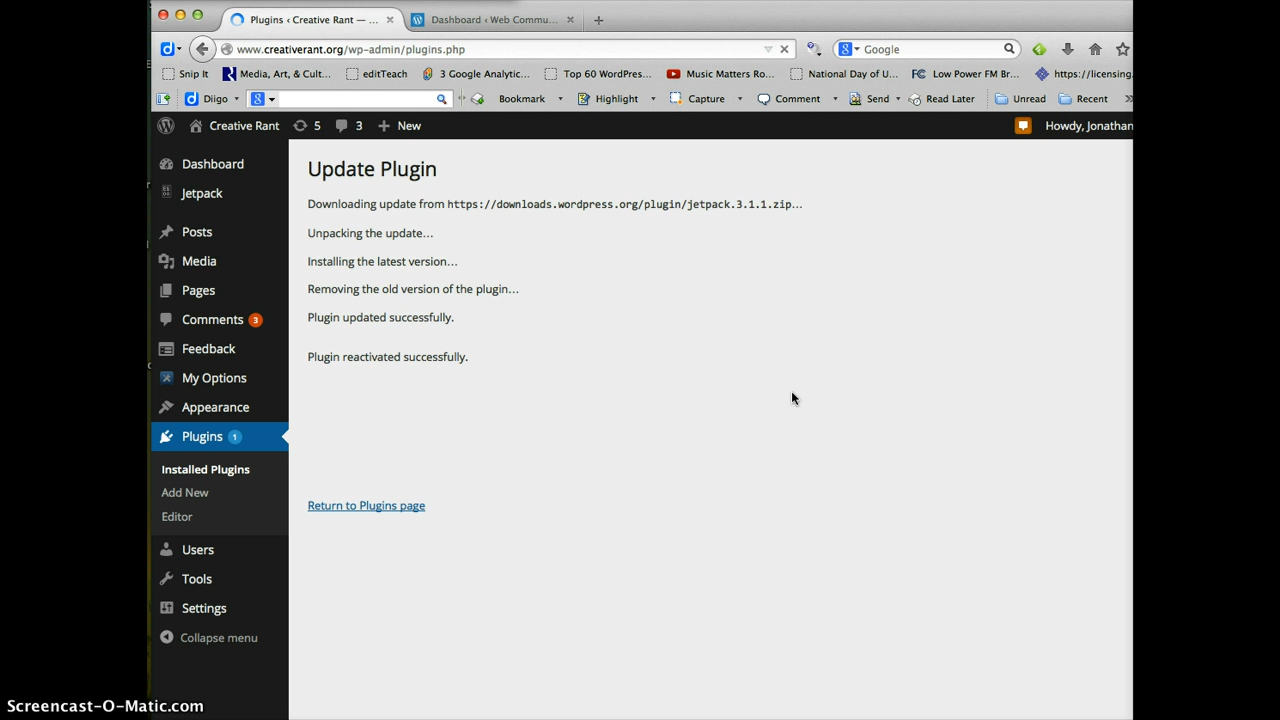 Plugins ‹ Creative Rant — ...
Dashboard ‹ Web Commu...
www.creativerant.org/wp-admin/plugins.php
Google
Snip It
Media, Art, & Cult...
editTeach
3 Google Analytic...
Top 60 WordPres...
Music Matters Ro...
National Day of U...
Low Power FM Br...
https://licensing.
Diigo
Bookmark
Highlight
Capture
Comment
Send
Read Later
Unread
Recent
Creative Rant
5
3
New
Howdy, Jonathan
Dashboard
Jetpack
Posts
Media
Pages
Comments 3
Feedback
My Options
Appearance
Plugins 1
Installed Plugins
Add New
Editor
Users
Tools
Settings
Collapse menu
Update Plugin
Downloading update from https://downloads.wordpress.org/plugin/jetpack.3.1.1.zip…
Unpacking the update…
Installing the latest version…
Removing the old version of the plugin…
Plugin updated successfully.
Plugin reactivated successfully.
Return to Plugins page
Screencast-O-Matic.com